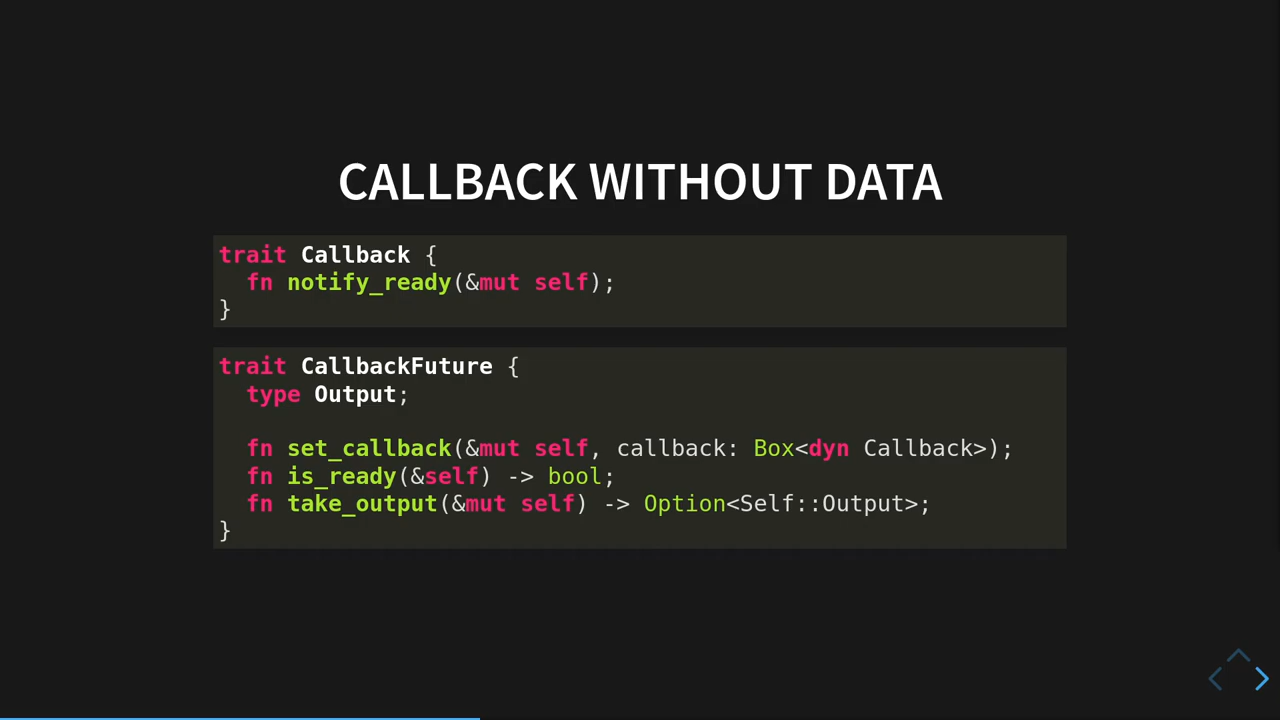 CALLBACK WITHOUT DATA
trait Callback {
  fn notify_ready(&mut self);
}
trait CallbackFuture {
  type Output;

  fn set_callback(&mut self, callback: Box<dyn Callback>);
  fn is_ready(&self) -> bool;
  fn take_output(&mut self) -> Option<Self::Output>;
}